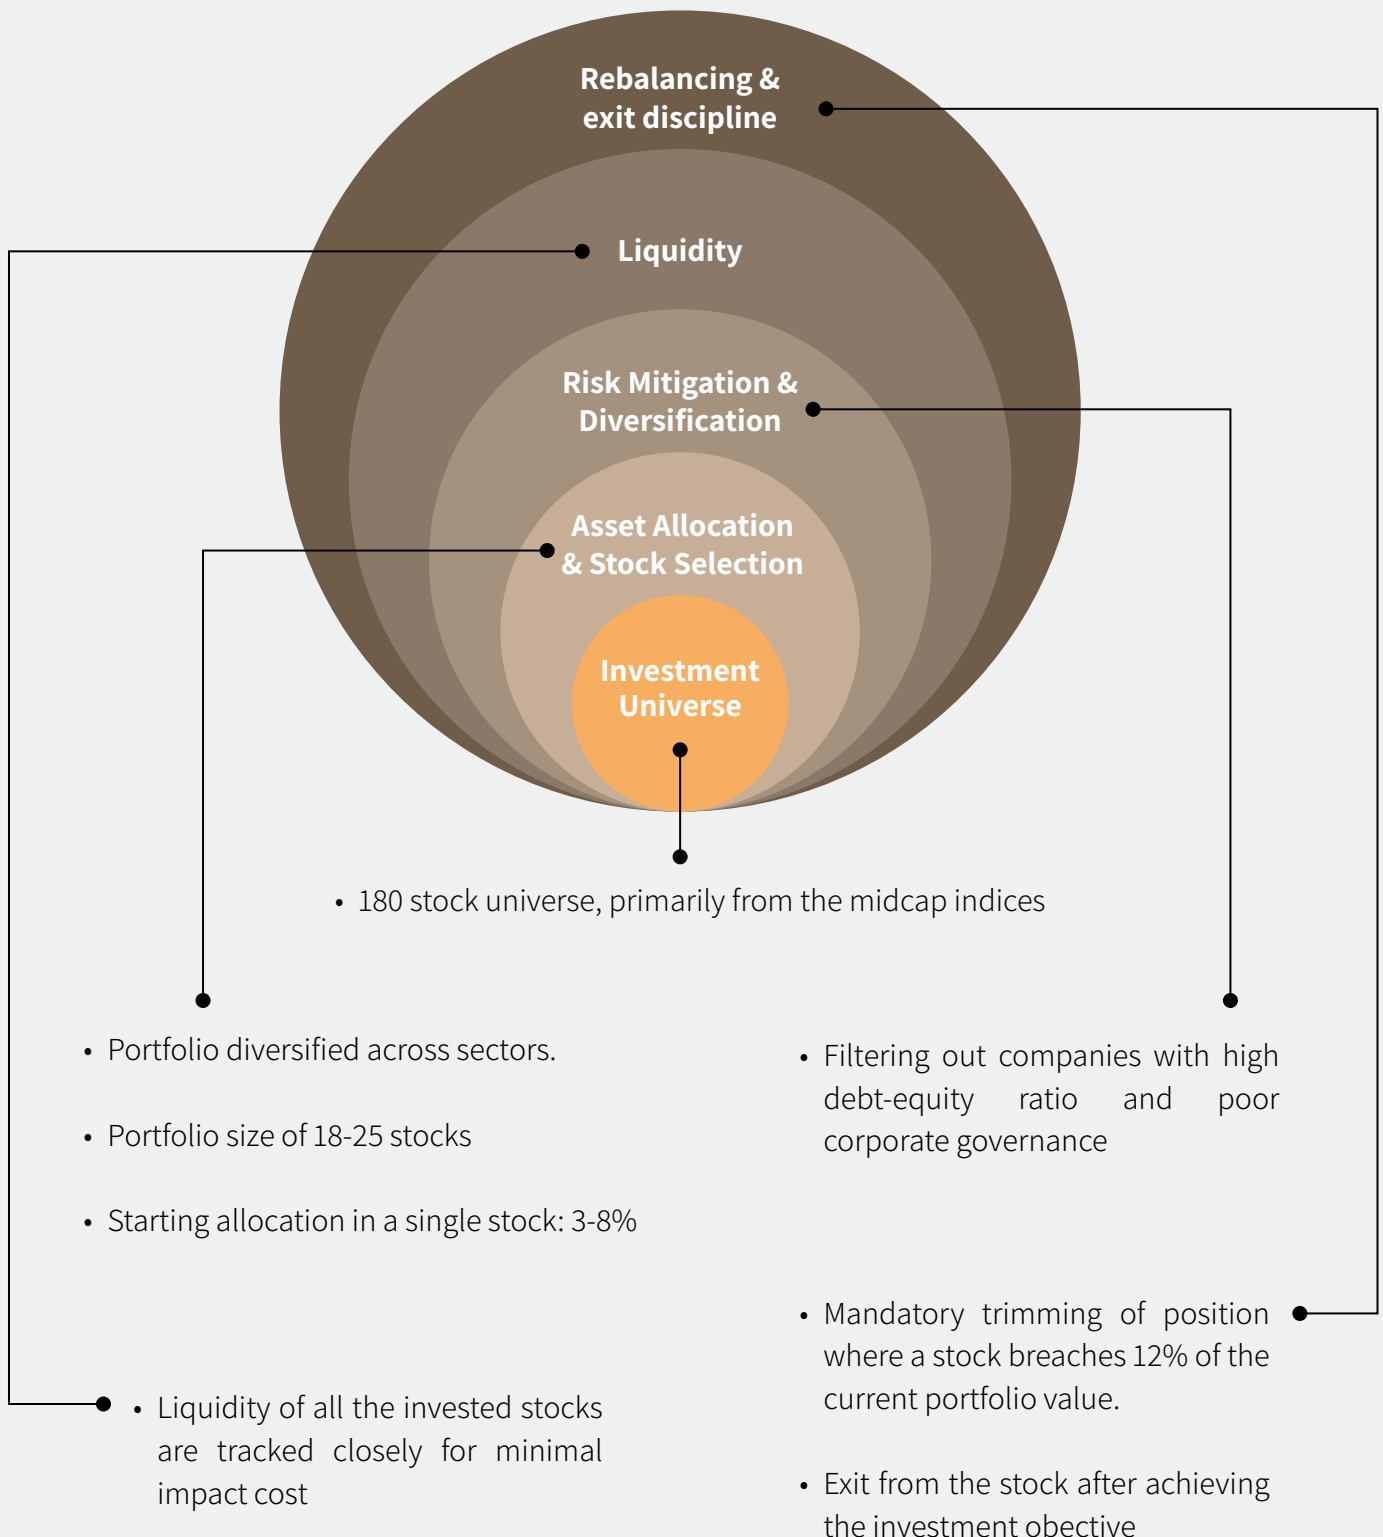 Rebalancing &
exit discipline
Liquidity
Risk Mitigation &
Diversification
Asset Allocation
& Stock Selection
Investment
Universe
• 180 stock universe, primarily from the midcap indices
• Portfolio diversified across sectors.
• Portfolio size of 18-25 stocks
• Starting allocation in a single stock: 3-8%
• Filtering out companies with high
debt-equity ratio and poor
corporate governance
• Mandatory trimming of position
where a stock breaches 12% of the
current portfolio value.
• Exit from the stock after achieving
the investment obective
• Liquidity of all the invested stocks
are tracked closely for minimal
impact cost